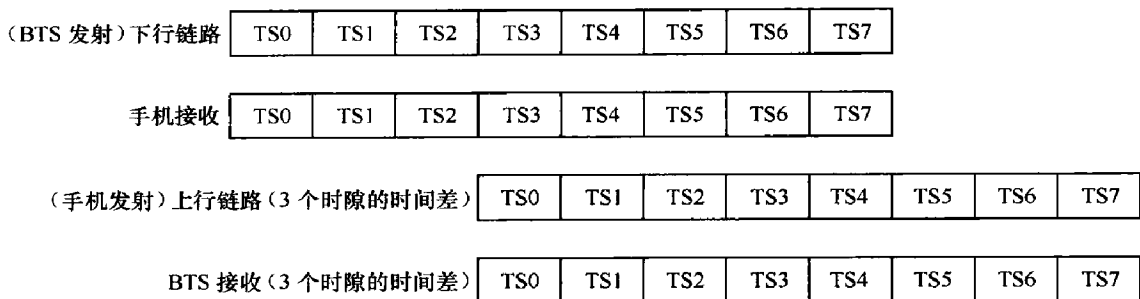 (BTS 发射)下行链路 TS0 TS1 TS2 TS3 TS4 TS5 TS6 TS7
手机接收 TS0 TS1 TS2 TS3 TS4 TS5 TS6 TS7
(手机发射)上行链路(3 个时隙的时间差) TS0 TS1 TS2 TS3 TS4 TS5 TS6 TS7
BTS 接收(3 个时隙的时间差) TS0 TS1 TS2 TS3 TS4 TS5 TS6 TS7